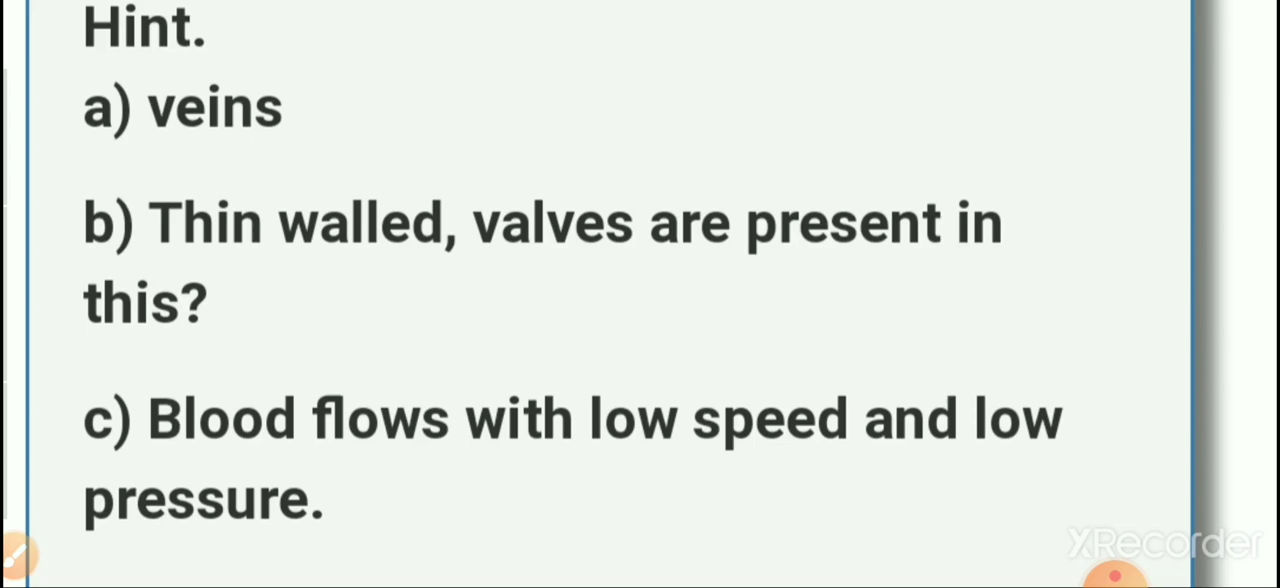 Hint.
a) veins
b) Thin walled, valves are present in
this?
c) Blood flows with low speed and low
pressure.
XRecorder